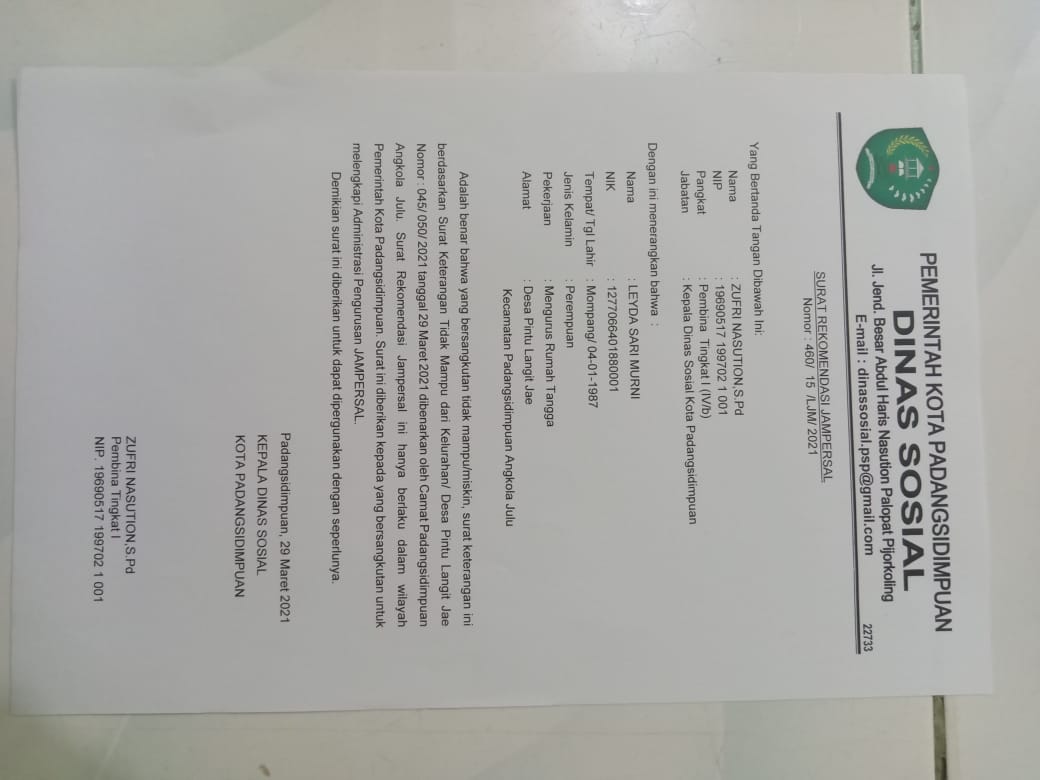 PEMERINTAH KOTA PADANGSIDIMPUAN
DINAS SOSIAL
Jl. Jend. Besar Abdul Haris Nasution Palopat Pijorkoling
E-mail : dinassosial.psp@gmail.com 22733
SURAT REKOMENDASI JAMPERSAL
Nomor : 460/ 15 /LJM/ 2021
Yang Bertanda Tangan Dibawah Ini:
Nama : ZUFRI NASUTION,S.Pd
NIP : 19690517 199702 1 001
Pangkat : Pembina Tingkat I (IV/b)
Jabatan : Kepala Dinas Sosial Kota Padangsidimpuan
Dengan ini menerangkan bahwa :
Nama : LEYDA SARI MURNI
NIK : 1277066401880001
Tempat/ Tgl Lahir : Mompang/ 04-01-1987
Jenis Kelamin : Perempuan
Pekerjaan : Mengurus Rumah Tangga
Alamat : Desa Pintu Langit Jae
Kecamatan Padangsidimpuan Angkola Julu
Adalah benar bahwa yang bersangkutan tidak mampu/miskin, surat keterangan ini
berdasarkan Surat Keterangan Tidak Mampu dari Kelurahan/ Desa Pintu Langit Jae
Nomor : 045/ 050/ 2021 tanggal 29 Maret 2021 dibenarkan oleh Camat Padangsidimpuan
Angkola Julu. Surat Rekomendasi Jampersal ini hanya berlaku dalam wilayah
Pemerintah Kota Padangsidimpuan. Surat ini diberikan kepada yang bersangkutan untuk
melengkapi Administrasi Pengurusan JAMPERSAL.
Demikian surat ini diberikan untuk dapat dipergunakan dengan seperlunya.
Padangsidimpuan, 29 Maret 2021
KEPALA DINAS SOSIAL
KOTA PADANGSIDIMPUAN
ZUFRI NASUTION,S.Pd
Pembina Tingkat I
NIP. 19690517 199702 1 001